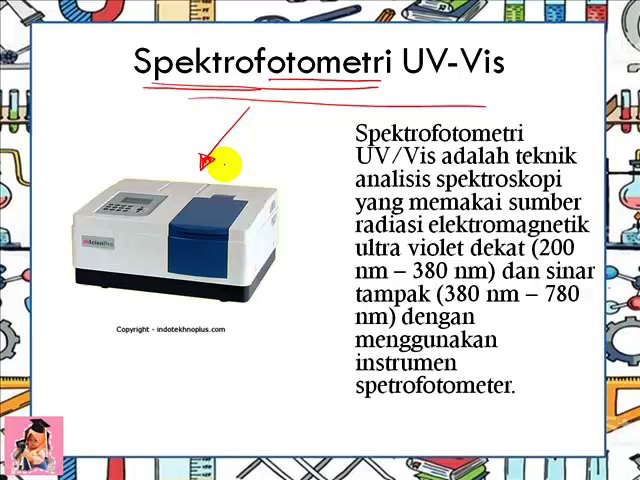 Spektrofotometri UV-Vis
Spektrofotometri
UV/Vis adalah teknik
analisis spektroskopi
yang memakai sumber
radiasi elektromagnetik
ultra violet dekat (200
nm – 380 nm) dan sinar
tampak (380 nm – 780
nm) dengan
menggunakan
instrumen
spetrofotometer.
ScienPro
Copyright - indotekhnoplus.com